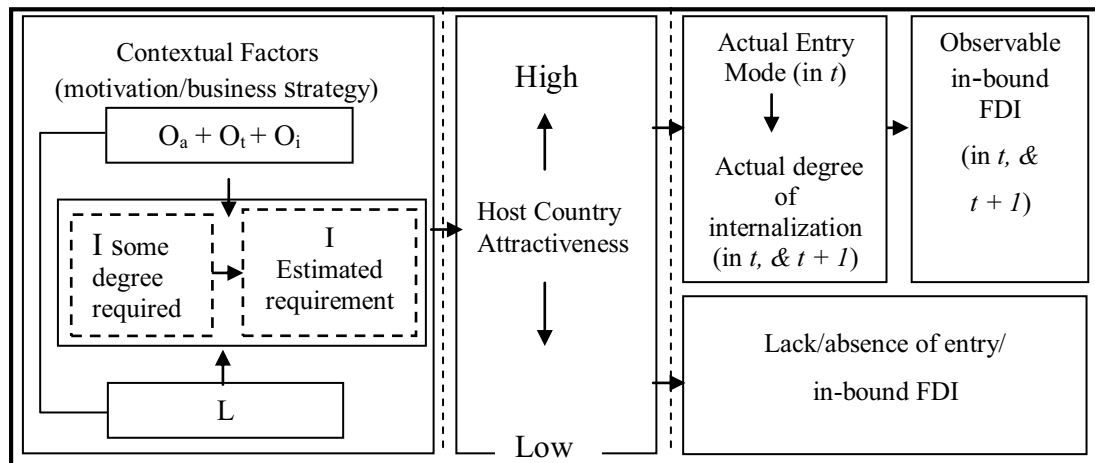 Contextual Factors
(motivation/business Strategy)
Oa + Ot + Oi
I some
degree
required
I
Estimated
requirement
L
High
Host Country
Attractiveness
Low
Actual Entry
Mode (in t)
Actual degree
of
internalization
(in t, & t + 1)
Observable
in-bound
FDI
(in t, &
t + 1)
Lack/absence of entry/
in-bound FDI